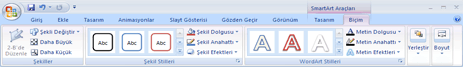 SmartArt Araçları
Giriş Ekle Tasarım Animasyonlar Slayt Gösterisi Gözden Geçir Görünüm Tasarım Biçim
2-B'de Düzenle
Şekil Değiştir
Daha Büyük
Daha Küçük
Şekiller
Abc Abc Abc
Şekil Dolgusu
Şekil Anahattı
Şekil Efektleri
Şekil Stilleri
A A A
Metin Dolgusu
Metin Anahattı
Metin Efektleri
WordArt Stilleri
Yerleştir
Boyut